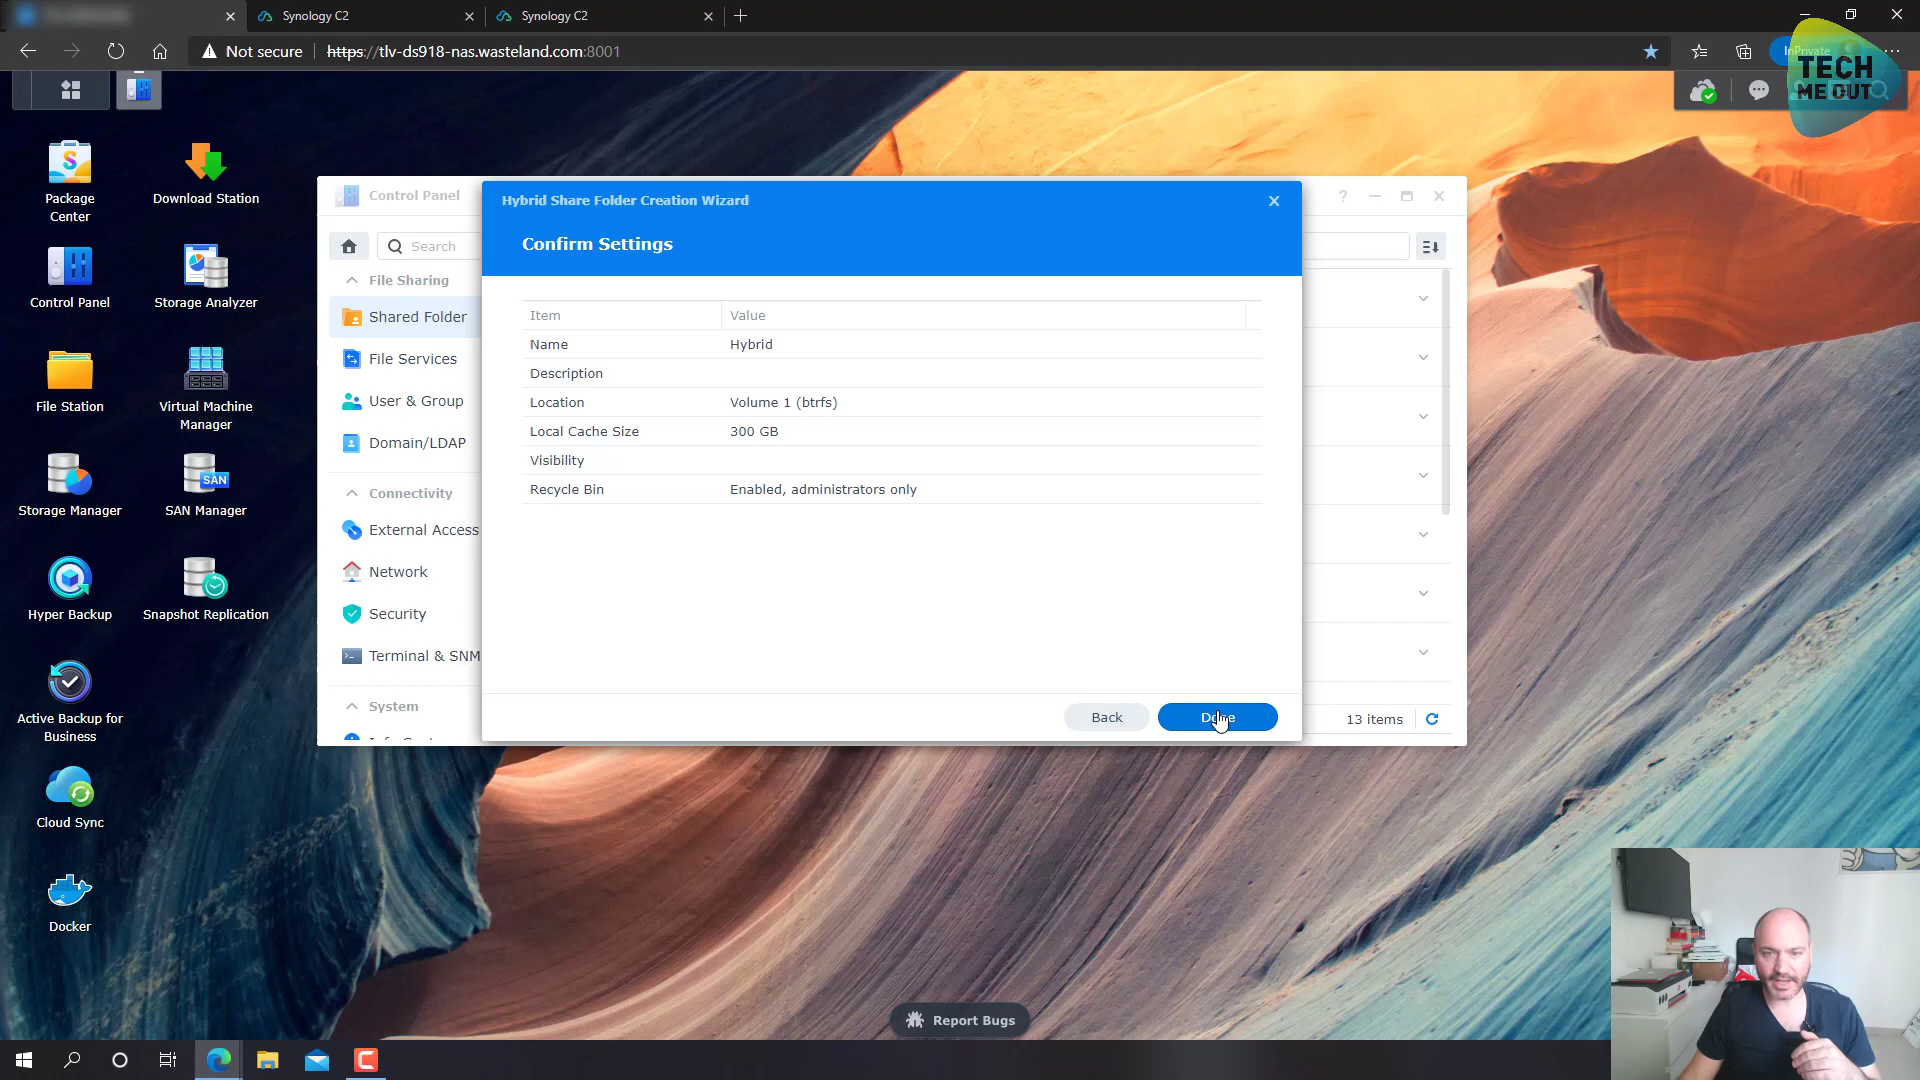 Synology C2
Synology C2
Not secure
https://tlv-ds918-nas.wasteland.com:8001
InPrivate
TECH
ME OUT
Package
Center
Download Station
Control Panel
Storage Analyzer
File Station
Virtual Machine
Manager
Storage Manager
SAN
SAN Manager
Hyper Backup
Snapshot Replication
Active Backup for
Business
Cloud Sync
Docker
Control Panel
Search
File Sharing
Shared Folder
File Services
User & Group
Domain/LDAP
Connectivity
External Access
Network
Security
Terminal & SNM
System
Hybrid Share Folder Creation Wizard
Confirm Settings
Item Value
Name Hybrid
Description
Location Volume 1 (btrfs)
Local Cache Size 300 GB
Visibility
Recycle Bin Enabled, administrators only
Back
Done
13 items
Report Bugs